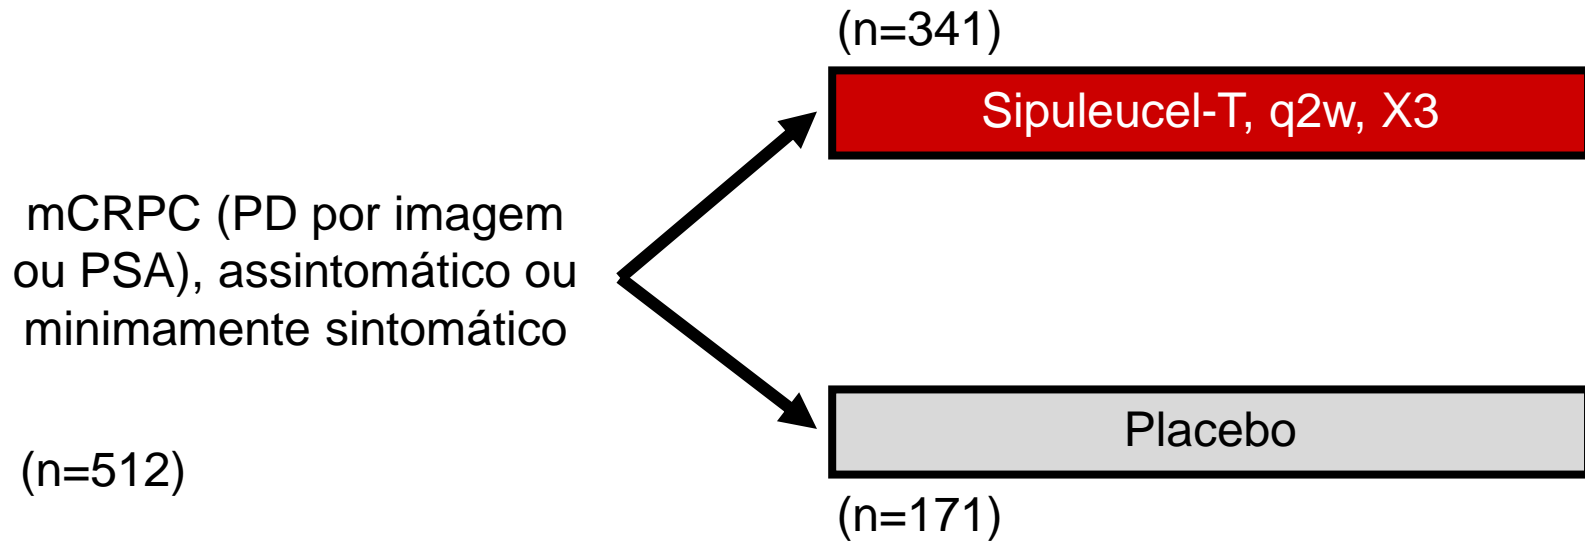 (n=341)
Sipuleucel-T, q2w, X3
mCRPC (PD por imagem
ou PSA), assintomático ou
minimamente sintomático
Placebo
(n=512)
(n=171)